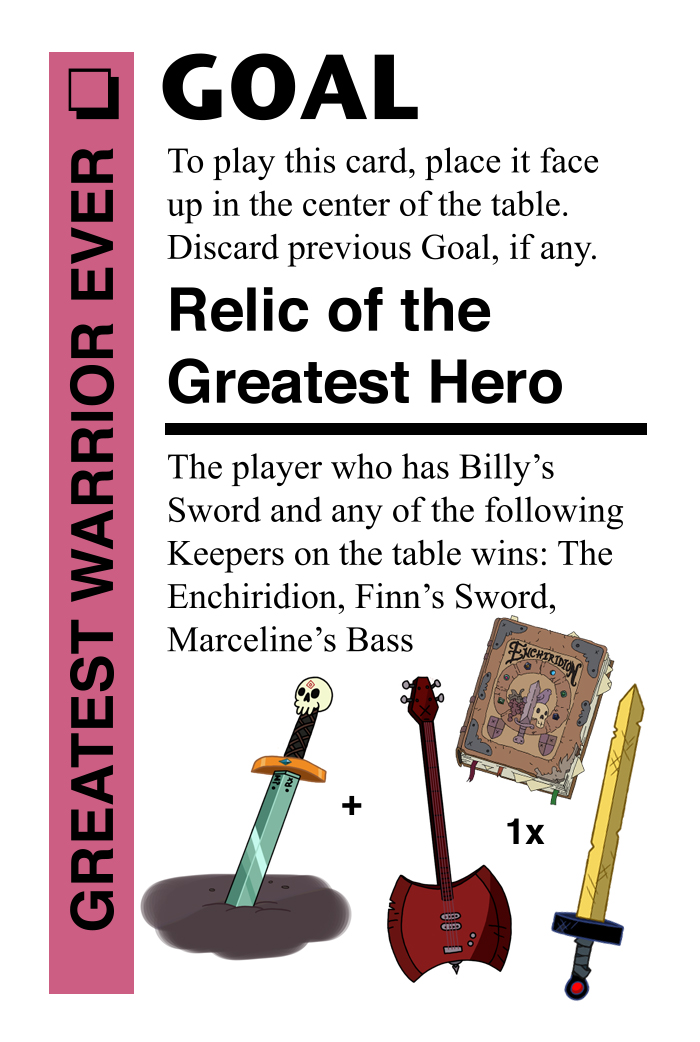 GREATEST WARRIOR EVER
GOAL
To play this card, place it face
up in the center of the table.
Discard previous Goal, if any.
Relic of the
Greatest Hero
The player who has Billy’s
Sword and any of the following
Keepers on the table wins: The
Enchiridion, Finn’s Sword,
Marceline’s Bass
ENCHIRIDION
+
1x